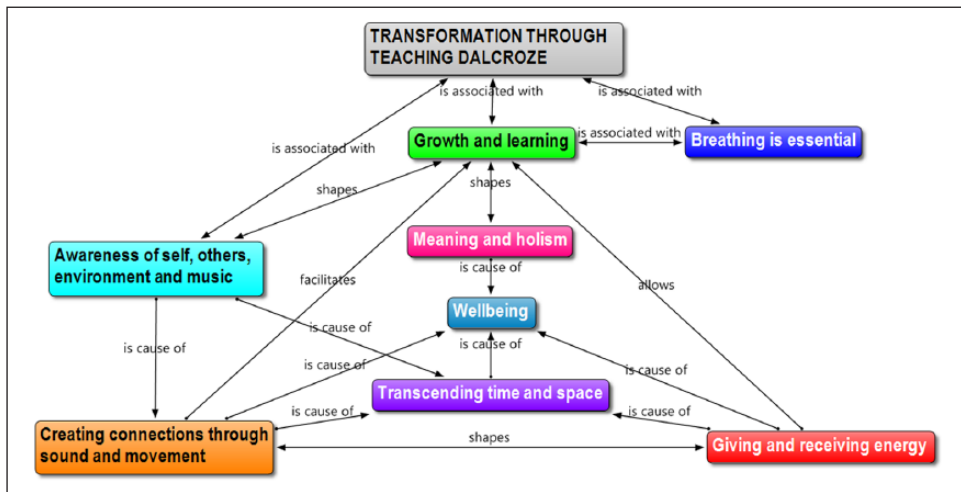 TRANSFORMATION THROUGH
TEACHING DALCROZE
is associated with
is associated with
Growth and learning
is associated with
Breathing is essential
is associated with
shapes
shapes
Awareness of self, others,
environment and music
Meaning and holism
is cause of
facilitates
allows
Wellbeing
is cause of
is cause of
is cause of
is cause of
is cause of
Transcending time and space
is cause of
is cause of
Creating connections through
sound and movement
shapes
Giving and receiving energy